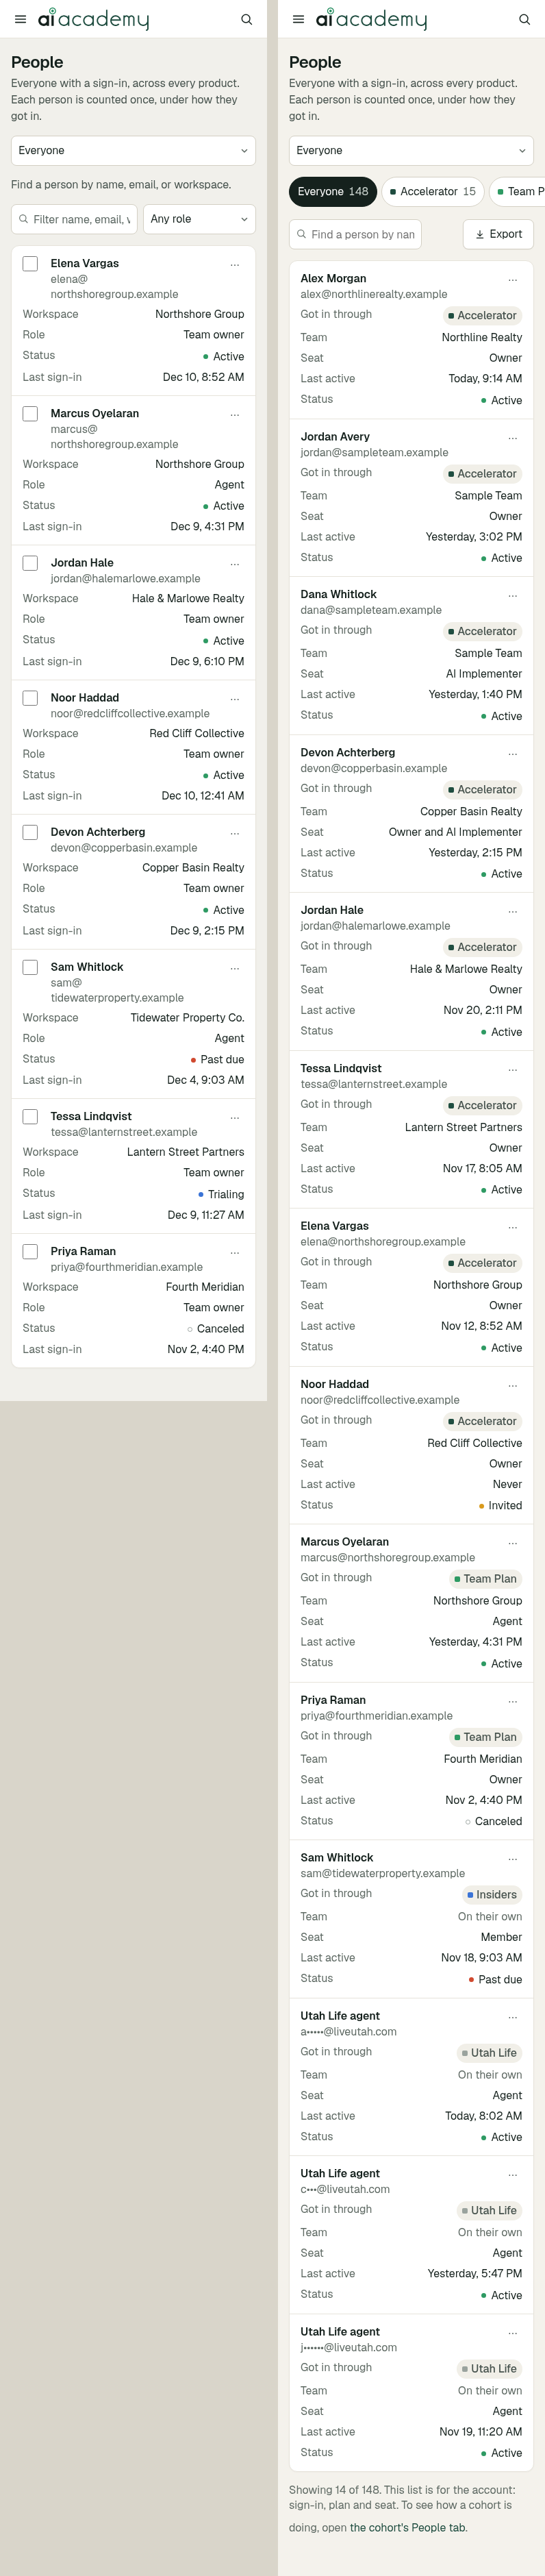 ai academy
People
Everyone with a sign-in, across every product.
Each person is counted once, under how they
got in.
Everyone
Find a person by name, email, or workspace.
Filter name, email, v
Any role
Elena Vargas
elena@
northshoregroup.example
Workspace Northshore Group
Role Team owner
Status Active
Last sign-in Dec 10, 8:52 AM
Marcus Oyelaran
marcus@
northshoregroup.example
Workspace Northshore Group
Role Agent
Status Active
Last sign-in Dec 9, 4:31 PM
Jordan Hale
jordan@halemarlowe.example
Workspace Hale & Marlowe Realty
Role Team owner
Status Active
Last sign-in Dec 9, 6:10 PM
Noor Haddad
noor@redcliffcollective.example
Workspace Red Cliff Collective
Role Team owner
Status Active
Last sign-in Dec 10, 12:41 AM
Devon Achterberg
devon@copperbasin.example
Workspace Copper Basin Realty
Role Team owner
Status Active
Last sign-in Dec 9, 2:15 PM
Sam Whitlock
sam@
tidewaterproperty.example
Workspace Tidewater Property Co.
Role Agent
Status Past due
Last sign-in Dec 4, 9:03 AM
Tessa Lindqvist
tessa@lanternstreet.example
Workspace Lantern Street Partners
Role Team owner
Status Trialing
Last sign-in Dec 9, 11:27 AM
Priya Raman
priya@fourthmeridian.example
Workspace Fourth Meridian
Role Team owner
Status Canceled
Last sign-in Nov 2, 4:40 PM
ai academy
People
Everyone with a sign-in, across every product.
Each person is counted once, under how they
got in.
Everyone
Everyone 148 Accelerator 15 Team P
Find a person by nan
Export
Alex Morgan
alex@northlinerealty.example
Got in through Accelerator
Team Northline Realty
Seat Owner
Last active Today, 9:14 AM
Status Active
Jordan Avery
jordan@sampleteam.example
Got in through Accelerator
Team Sample Team
Seat Owner
Last active Yesterday, 3:02 PM
Status Active
Dana Whitlock
dana@sampleteam.example
Got in through Accelerator
Team Sample Team
Seat AI Implementer
Last active Yesterday, 1:40 PM
Status Active
Devon Achterberg
devon@copperbasin.example
Got in through Accelerator
Team Copper Basin Realty
Seat Owner and AI Implementer
Last active Yesterday, 2:15 PM
Status Active
Jordan Hale
jordan@halemarlowe.example
Got in through Accelerator
Team Hale & Marlowe Realty
Seat Owner
Last active Nov 20, 2:11 PM
Status Active
Tessa Lindqvist
tessa@lanternstreet.example
Got in through Accelerator
Team Lantern Street Partners
Seat Owner
Last active Nov 17, 8:05 AM
Status Active
Elena Vargas
elena@northshoregroup.example
Got in through Accelerator
Team Northshore Group
Seat Owner
Last active Nov 12, 8:52 AM
Status Active
Noor Haddad
noor@redcliffcollective.example
Got in through Accelerator
Team Red Cliff Collective
Seat Owner
Last active Never
Status Invited
Marcus Oyelaran
marcus@northshoregroup.example
Got in through Team Plan
Team Northshore Group
Seat Agent
Last active Yesterday, 4:31 PM
Status Active
Priya Raman
priya@fourthmeridian.example
Got in through Team Plan
Team Fourth Meridian
Seat Owner
Last active Nov 2, 4:40 PM
Status Canceled
Sam Whitlock
sam@tidewaterproperty.example
Got in through Insiders
Team On their own
Seat Member
Last active Nov 18, 9:03 AM
Status Past due
Utah Life agent
a•••••@liveutah.com
Got in through Utah Life
Team On their own
Seat Agent
Last active Today, 8:02 AM
Status Active
Utah Life agent
c•••@liveutah.com
Got in through Utah Life
Team On their own
Seat Agent
Last active Yesterday, 5:47 PM
Status Active
Utah Life agent
j••••••@liveutah.com
Got in through Utah Life
Team On their own
Seat Agent
Last active Nov 19, 11:20 AM
Status Active
Showing 14 of 148. This list is for the account:
sign-in, plan and seat. To see how a cohort is
doing, open the cohort's People tab.